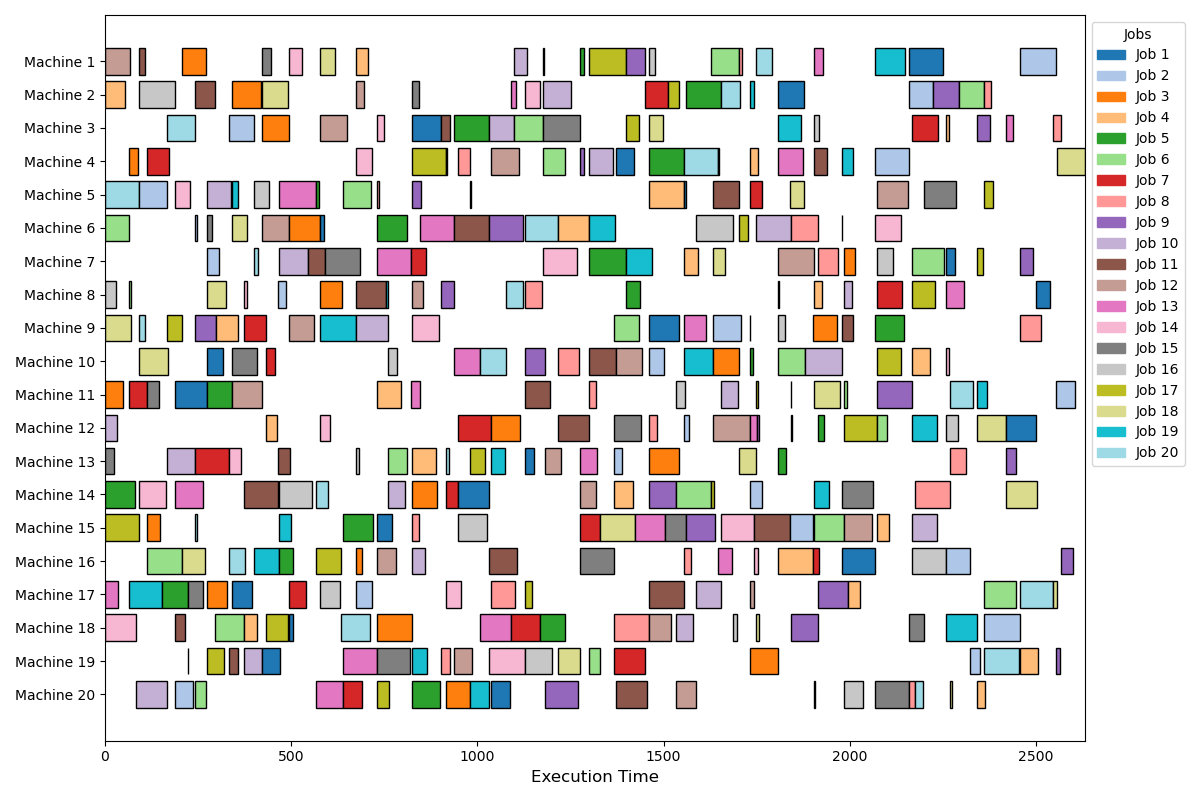 Machine 1
Machine 2
Machine 3
Machine 4
Machine 5
Machine 6
Machine 7
Machine 8
Machine 9
Machine 10
Machine 11
Machine 12
Machine 13
Machine 14
Machine 15
Machine 16
Machine 17
Machine 18
Machine 19
Machine 20
0 500 1000 1500 2000 2500
Execution Time
Jobs
Job 1
Job 2
Job 3
Job 4
Job 5
Job 6
Job 7
Job 8
Job 9
Job 10
Job 11
Job 12
Job 13
Job 14
Job 15
Job 16
Job 17
Job 18
Job 19
Job 20